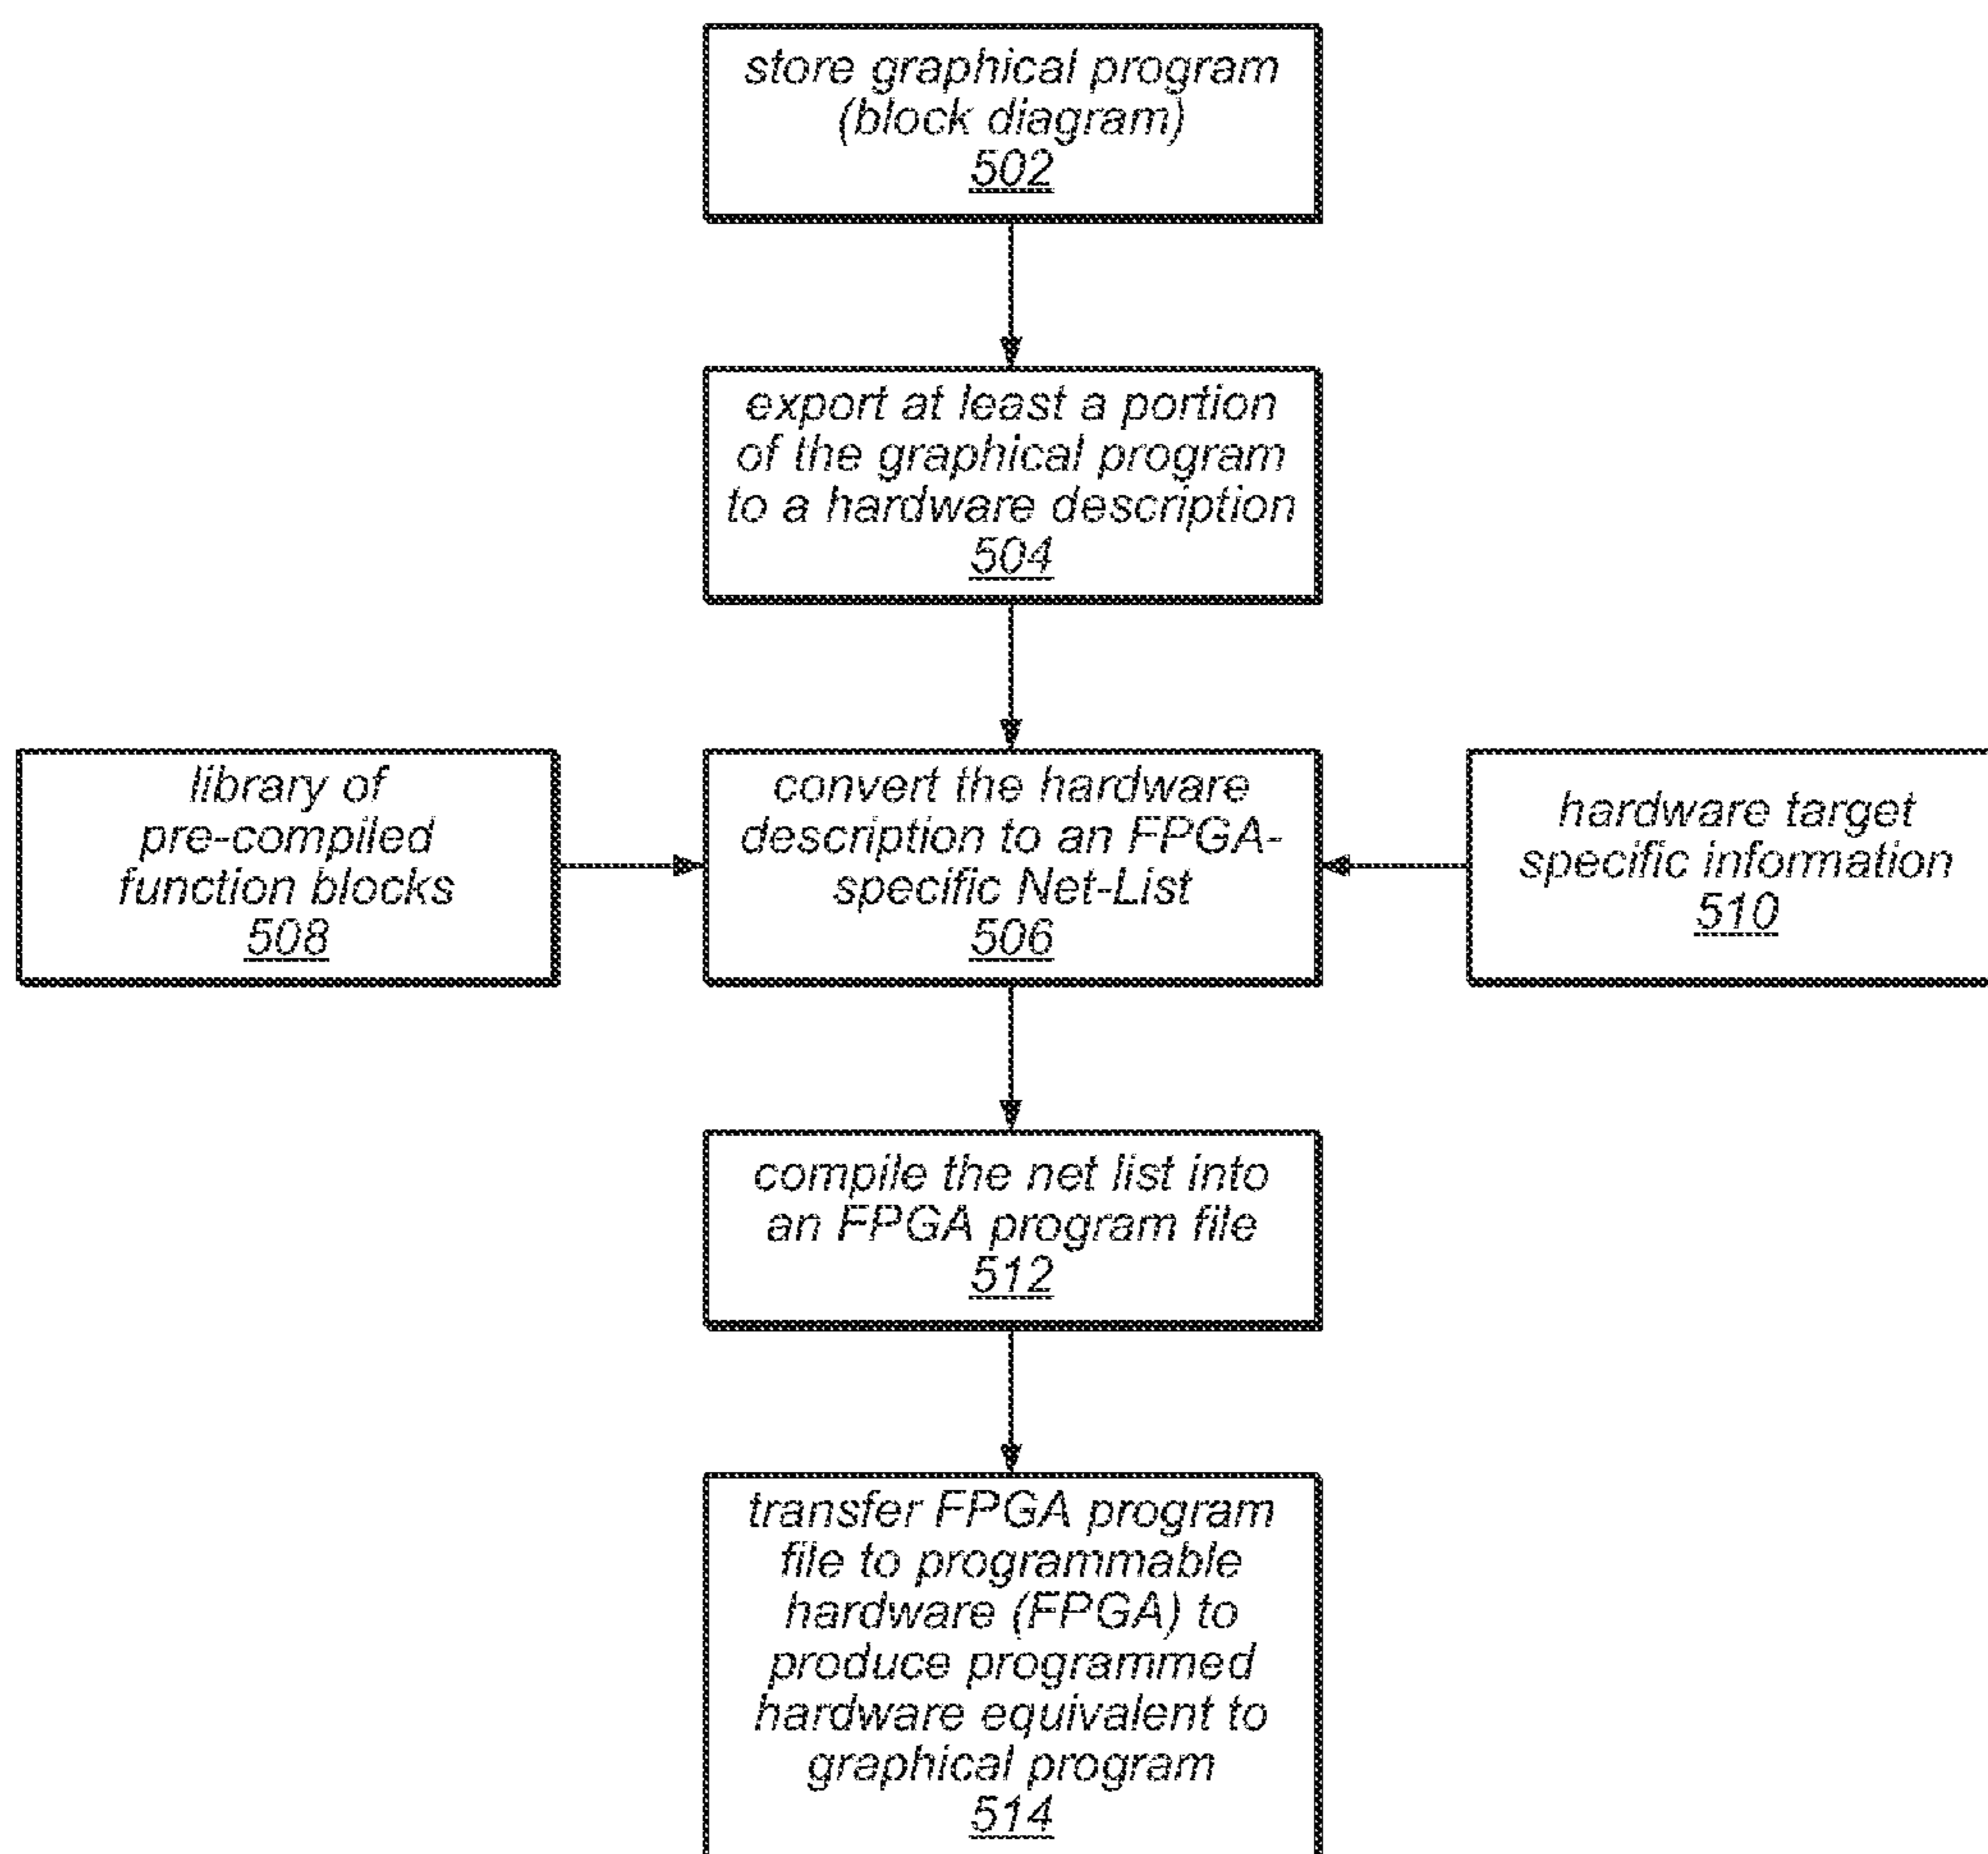 store graphical program
(block diagram)
502
export at least a portion
of the graphical program
to a hardware description
504
library of
pre-compiled
function blocks
508
convert the hardware
description to an FPGA-
specific Net-List
506
hardware target
specific information
510
compile the net list into
an FPGA program file
512
transfer FPGA program
file to programmable
hardware (FPGA) to
produce programmed
hardware equivalent to
graphical program
514